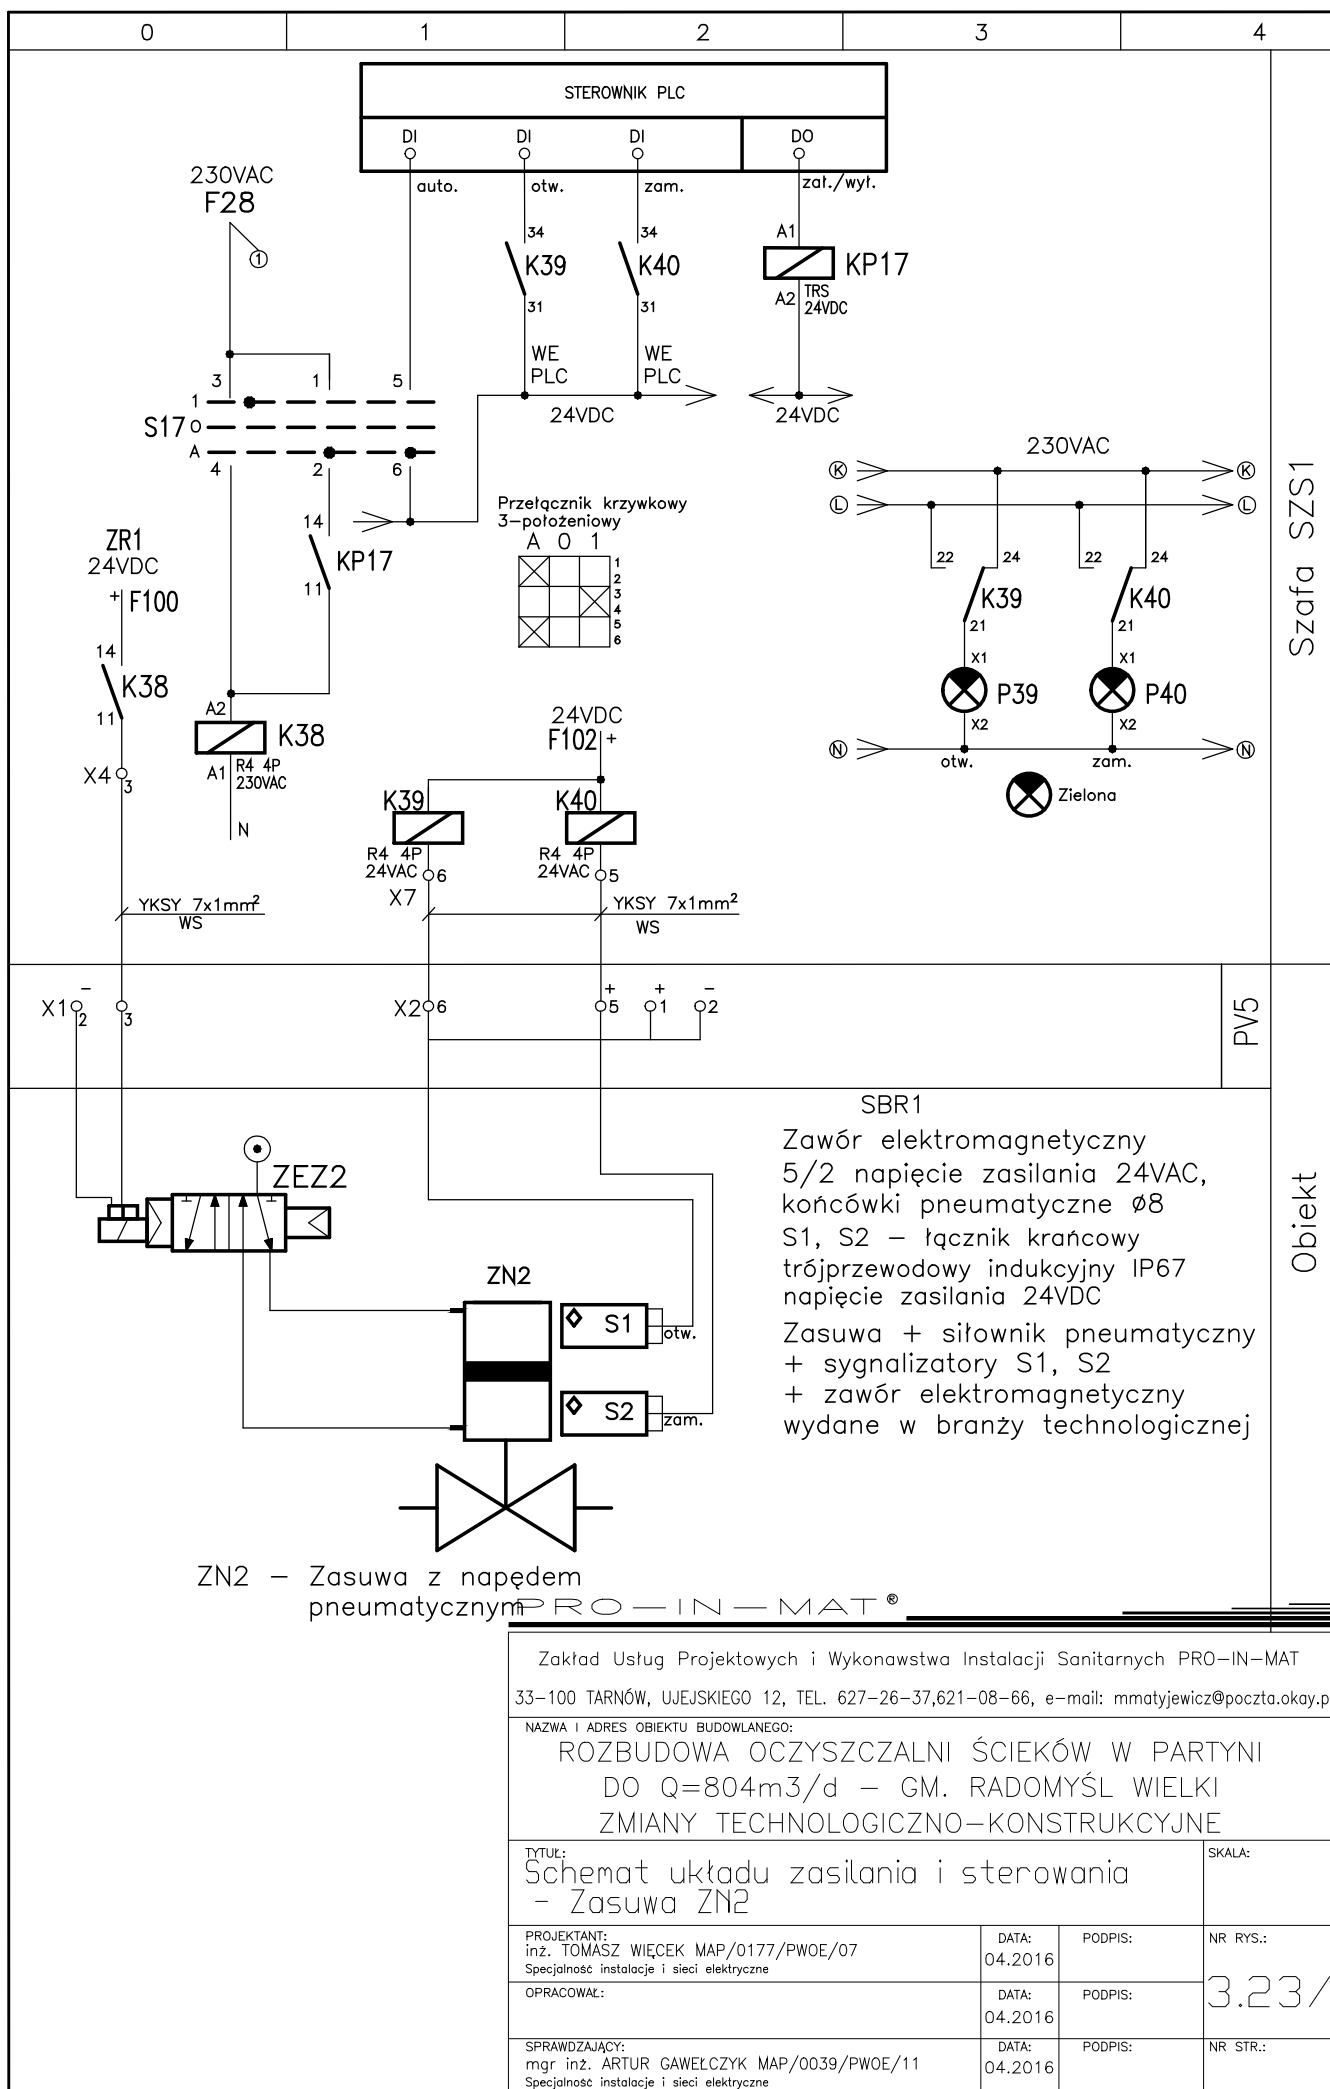 0 1 2 3 4
STEROWNIK PLC
DI DI DI DO
auto. otw. zam. zał./wył.
230VAC
F28
1
34 34 A1
K39 K40 KP17
31 31 A2 TRS
24VDC
WE WE
PLC PLC
24VDC 24VDC
3 1 5
1
S17 0
A
4 2 6
230VAC
K K
L L
Przełącznik krzywkowy
3-położeniowy
A 0 1
1
2
3
4
5
6
14
KP17
11
ZR1
24VDC
+ F100
14
K38
11
22 24 22 24
K39 K40
21 21
X1 X1
P39 P40
X2 X2
N N
otw. zam.
Zielona
A2
K38
A1 R4 4P
230VAC
N
X4 3
24VDC
F102 +
K39 K40
R4 4P R4 4P
24VAC 6 24VAC 5
X7
YKSY 7x1mm² YKSY 7x1mm²
WS WS
Szafa SZS1
- + + -
X1 2 3 X2 6 5 1 2
PV5
Obiekt
SBR1
Zawór elektromagnetyczny
5/2 napięcie zasilania 24VAC,
końcówki pneumatyczne Ø8
S1, S2 – łącznik krańcowy
trójprzewodowy indukcyjny IP67
napięcie zasilania 24VDC
Zasuwa + siłownik pneumatyczny
+ sygnalizatory S1, S2
+ zawór elektromagnetyczny
wydane w branży technologicznej
ZEZ2
ZN2
S1
otw.
S2
zam.
ZN2 – Zasuwa z napędem
pneumatycznym
PRO-IN-MAT®
Zakład Usług Projektowych i Wykonawstwa Instalacji Sanitarnych PRO-IN-MAT
33-100 TARNÓW, UJEJSKIEGO 12, TEL. 627-26-37,621-08-66, e-mail: mmatyjewicz@poczta.okay.p
NAZWA I ADRES OBIEKTU BUDOWLANEGO:
ROZBUDOWA OCZYSZCZALNI ŚCIEKÓW W PARTYNI
DO Q=804m3/d – GM. RADOMYŚL WIELKI
ZMIANY TECHNOLOGICZNO-KONSTRUKCYJNE
TYTUŁ: SKALA:
Schemat układu zasilania i sterowania
- Zasuwa ZN2
PROJEKTANT: DATA: PODPIS: NR RYS.:
inż. TOMASZ WIĘCEK MAP/0177/PWOE/07 04.2016
Specjalność instalacje i sieci elektryczne
OPRACOWAŁ: DATA: PODPIS: 3.23/
04.2016
SPRAWDZAJĄCY: DATA: PODPIS: NR STR.:
mgr inż. ARTUR GAWEŁCZYK MAP/0039/PWOE/11 04.2016
Specjalność instalacje i sieci elektryczne